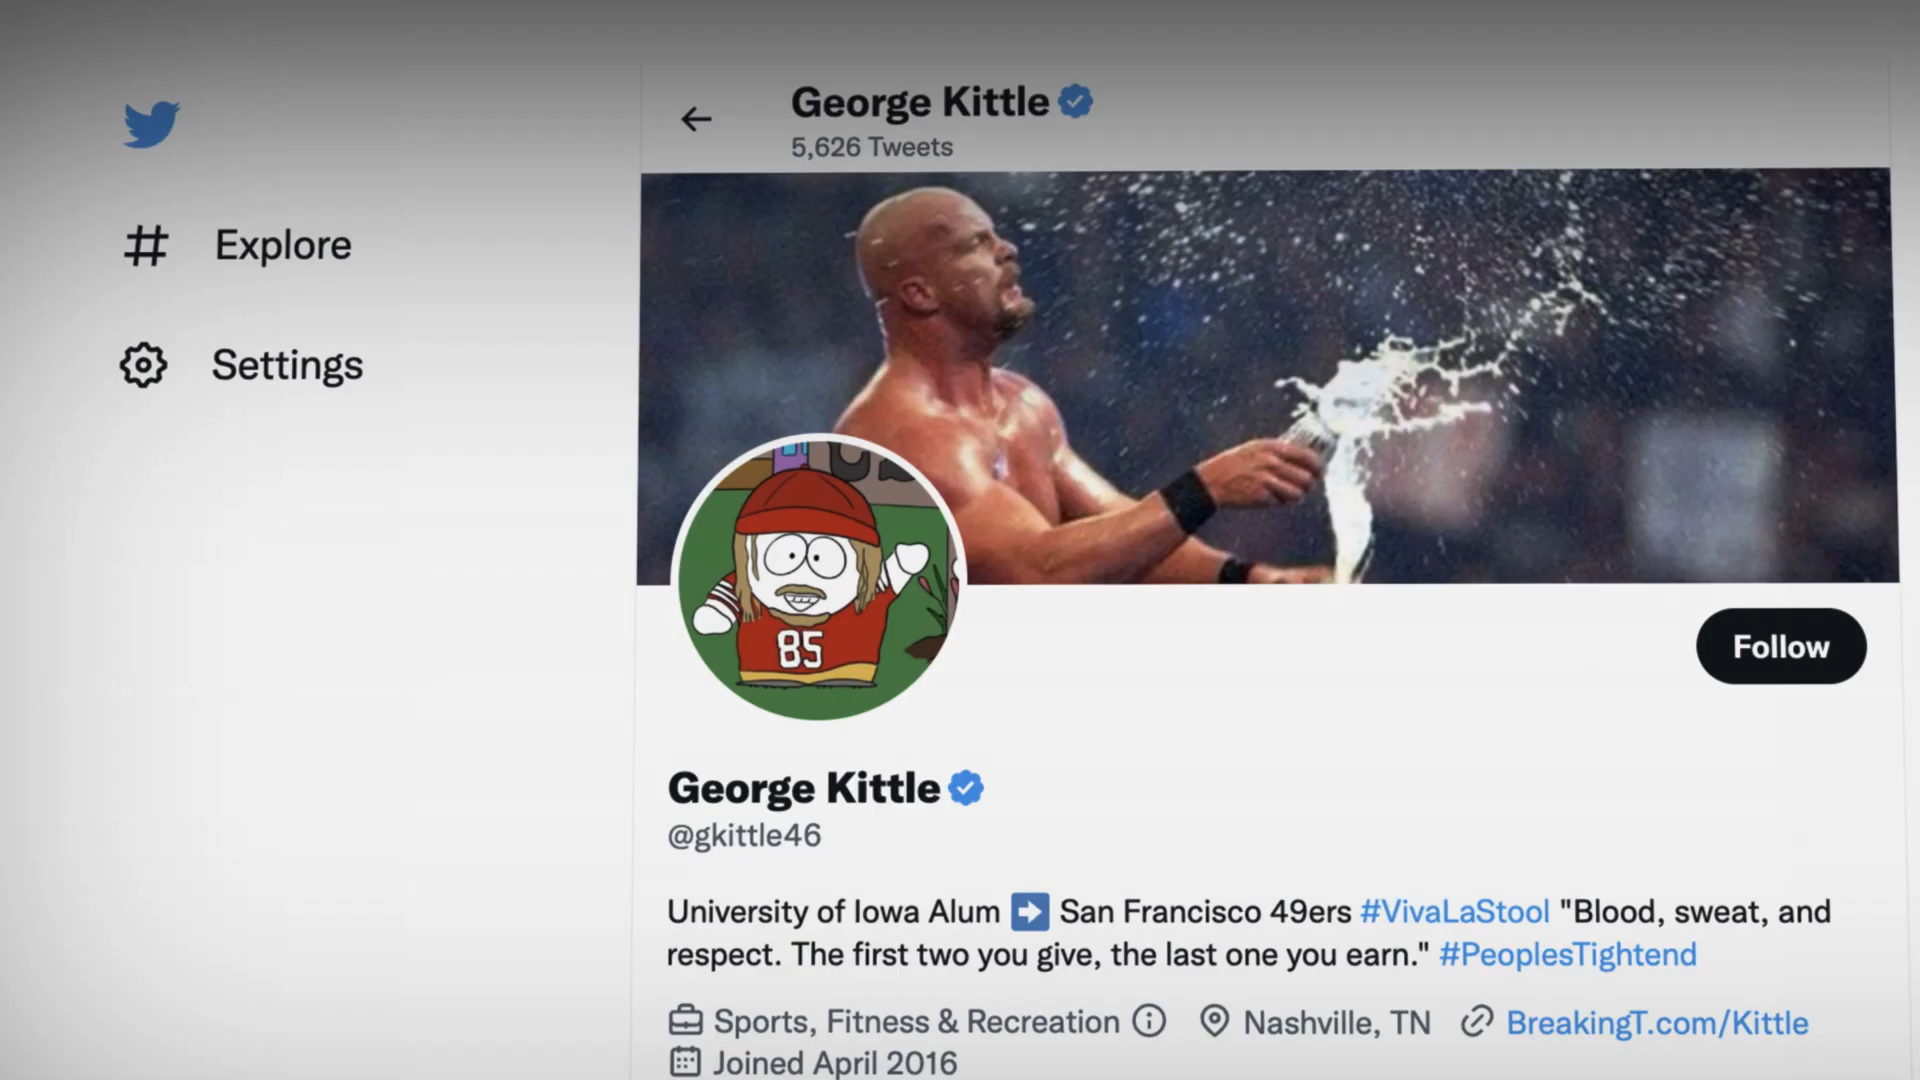 George Kittle
5,626 Tweets
Explore
Settings
85
Follow
George Kittle
@gkittle46
University of Iowa Alum ➡️ San Francisco 49ers #VivaLaStool "Blood, sweat, and
respect. The first two you give, the last one you earn." #PeoplesTightend
Sports, Fitness & Recreation Nashville, TN BreakingT.com/Kittle
Joined April 2016